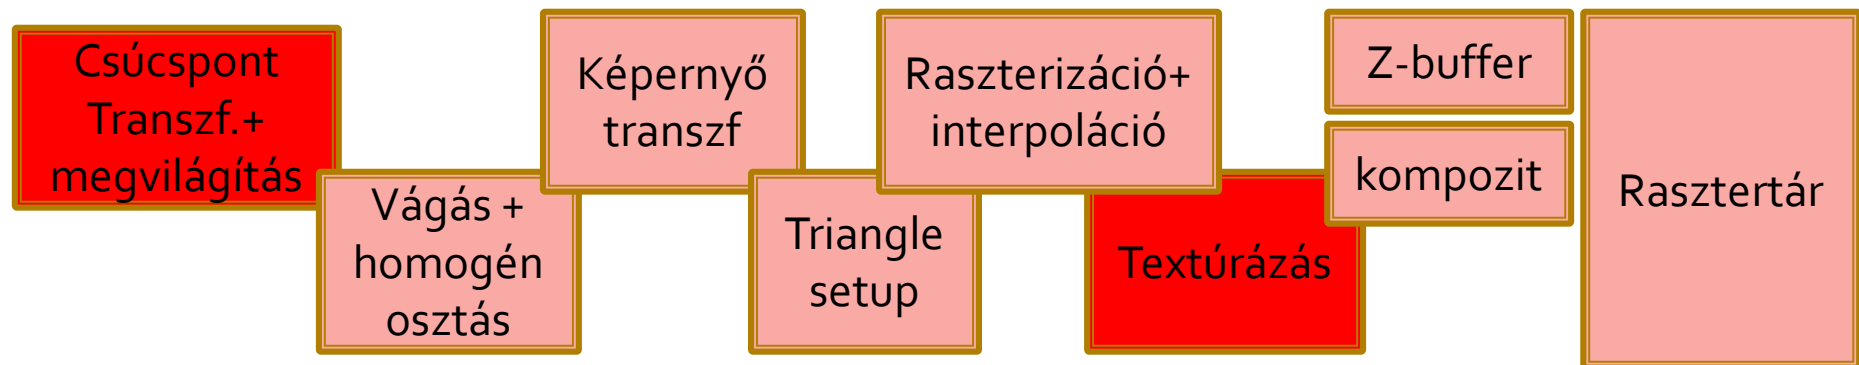 Csúcspont
Transzf.+
megvilágítás
Vágás +
homogén
osztás
Képernyő
transzf
Triangle
setup
Raszterizáció+
interpoláció
Textúrázás
Z-buffer
kompozit
Rasztertár